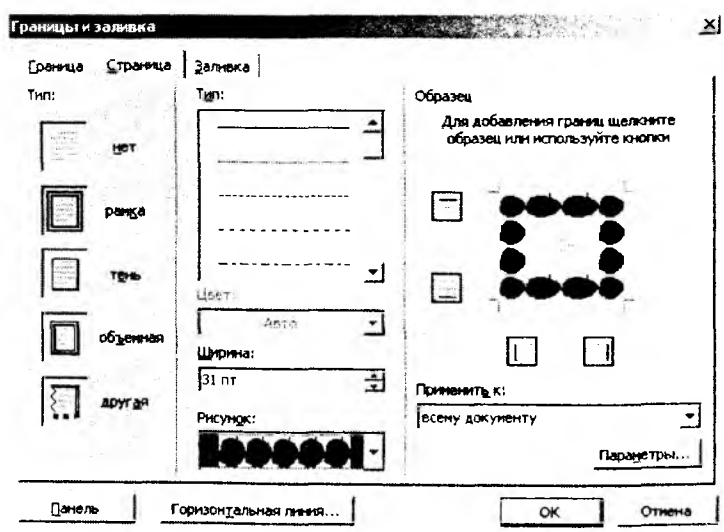 Границы и заливка
Граница Страница Заливка
Тип:
нет
рамка
тень
объемная
другая
Тип:
Цвет:
Авто
Ширина:
31 пт
Рисунок:
Образец
Для добавления границ щелкните
образец или используйте кнопки
Применить к:
всему документу
Параметры...
Панель Горизонтальная линия... ОК Отмена